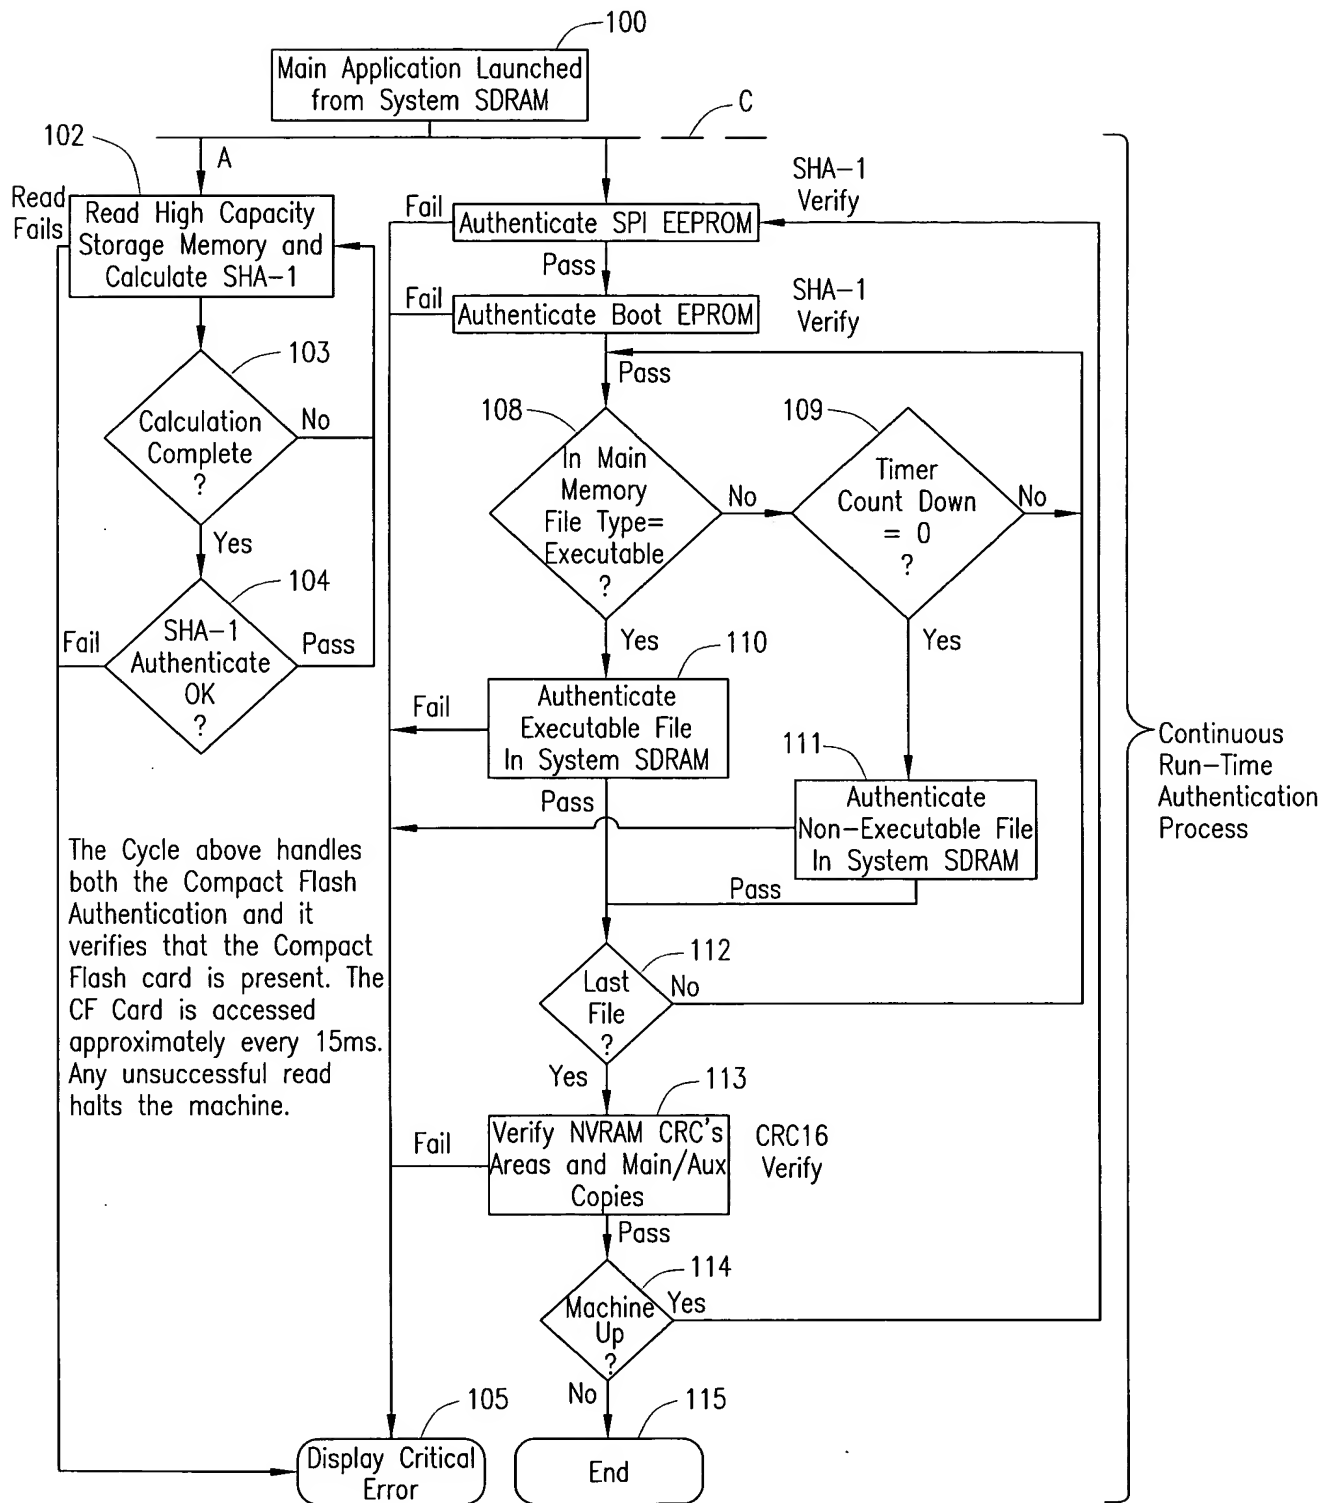 100
Main Application Launched
from System SDRAM
C
102
A
Read
Fails
Read High Capacity
Storage Memory and
Calculate SHA-1
SHA-1
Verify
Fail
Authenticate SPI EEPROM
Pass
Fail
Authenticate Boot EPROM
SHA-1
Verify
Pass
103
Calculation
Complete
?
No
Yes
104
SHA-1
Authenticate
OK
?
Fail
Pass
108
In Main
Memory
File Type=
Executable
?
No
Yes
109
Timer
Count Down
= 0
?
No
Yes
110
Authenticate
Executable File
In System SDRAM
Fail
Pass
111
Authenticate
Non-Executable File
In System SDRAM
Pass
Continuous
Run-Time
Authentication
Process
The Cycle above handles
both the Compact Flash
Authentication and it
verifies that the Compact
Flash card is present. The
CF Card is accessed
approximately every 15ms.
Any unsuccessful read
halts the machine.
112
Last
File
?
No
Yes
113
Verify NVRAM CRC's
Areas and Main/Aux
Copies
Fail
CRC16
Verify
Pass
114
Machine
Up
?
Yes
No
105
Display Critical
Error
115
End